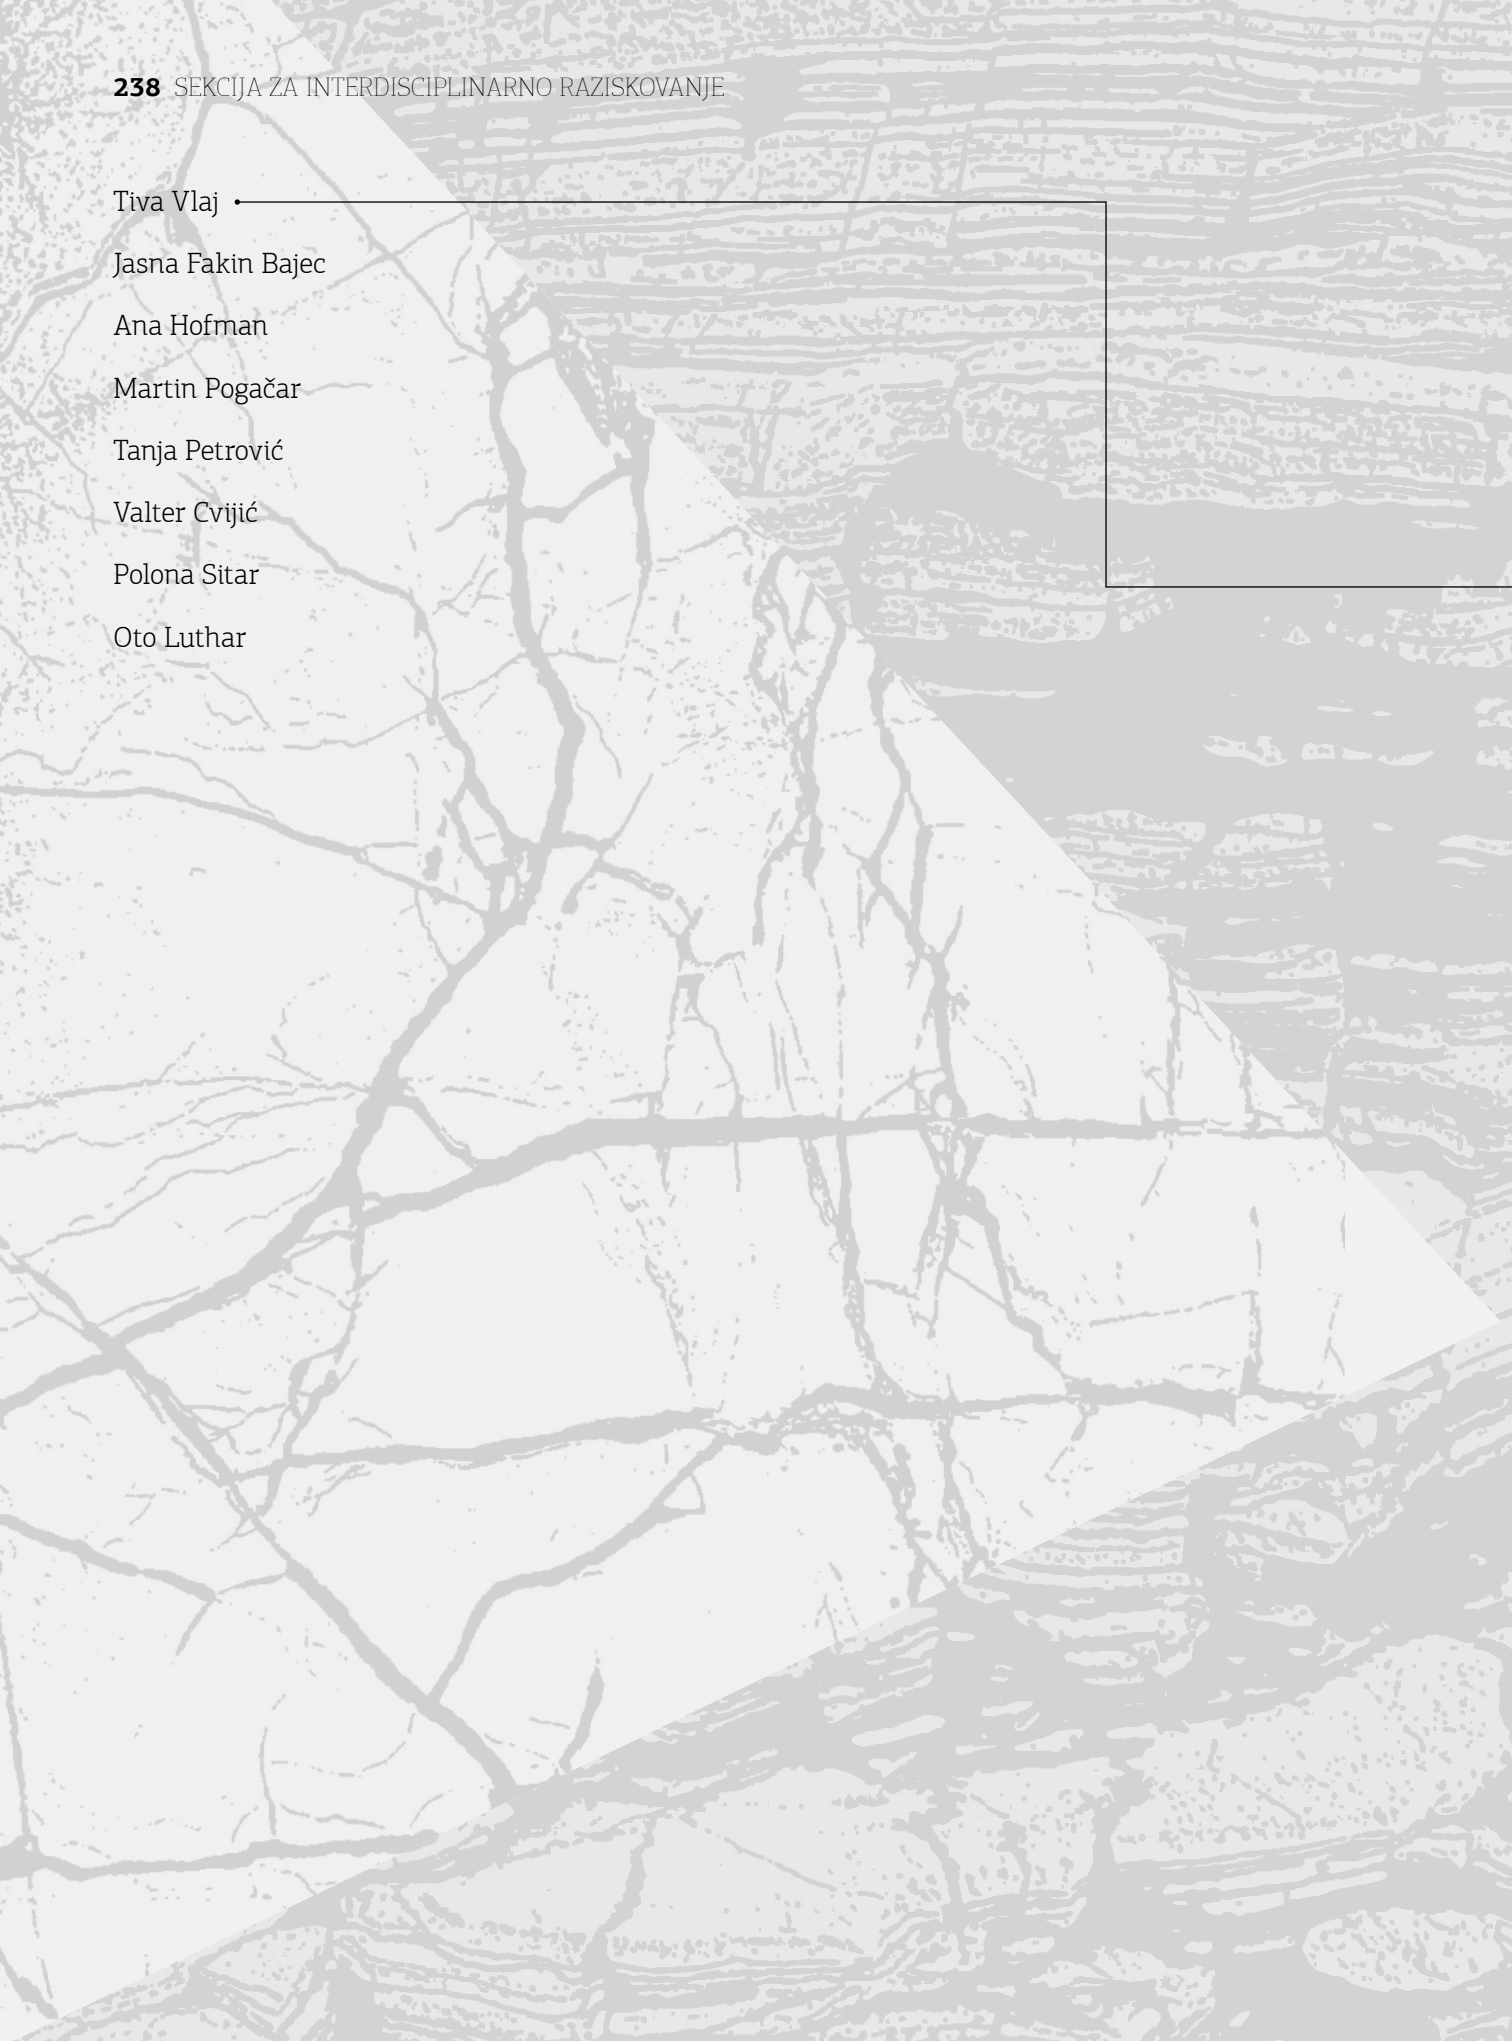 238 SEKCIJA ZA INTERDISCIPLINARNO RAZISKOVANJE
Tiva Vlaj
Jasna Fakin Bajec
Ana Hofman
Martin Pogačar
Tanja Petrović
Valter Cvijić
Polona Sitar
Oto Luthar